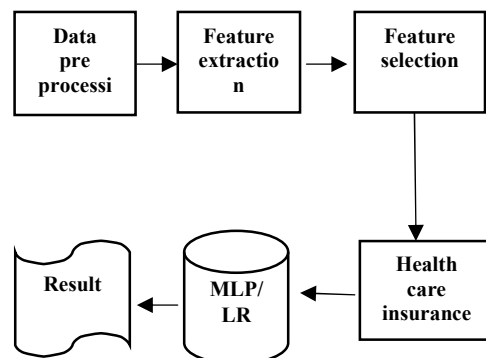 Data
pre
processi
Feature
extractio
n
Feature
selection
Health
care
insurance
MLP/
LR
Result